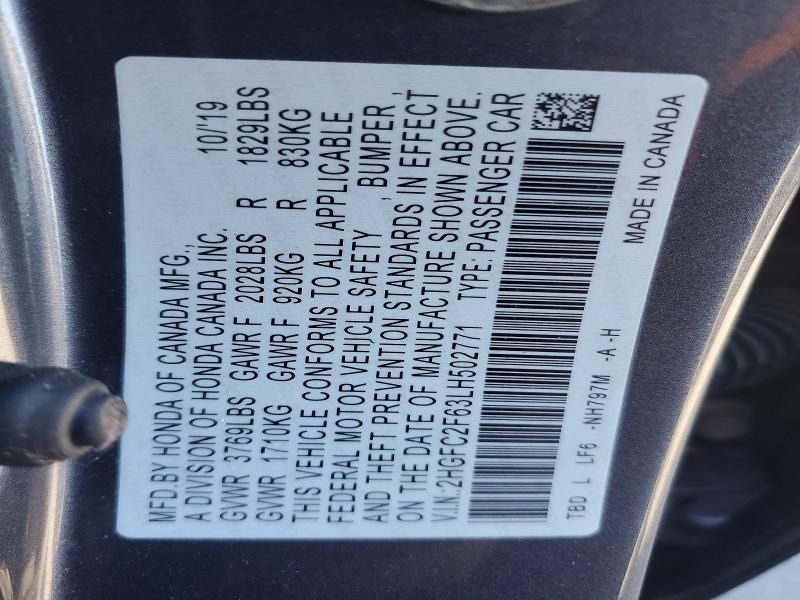 MFD.BY HONDA OF CANADA MFG., 10/'19
A DIVISION OF HONDA CANADA INC.
GVWR 3769LBS GAWR F 2028LBS R 1829LBS
GVWR 1710KG GAWR F 920KG R 830KG
THIS VEHICLE CONFORMS TO ALL APPLICABLE
FEDERAL MOTOR VEHICLE SAFETY , BUMPER ,
AND THEFT PREVENTION STANDARDS IN EFFECT
ON THE DATE OF MANUFACTURE SHOWN ABOVE.
V.I.N.:2HGFC2F63LH502771 TYPE: PASSENGER CAR
TBD L LF6 -NH797M -A -H MADE IN CANADA